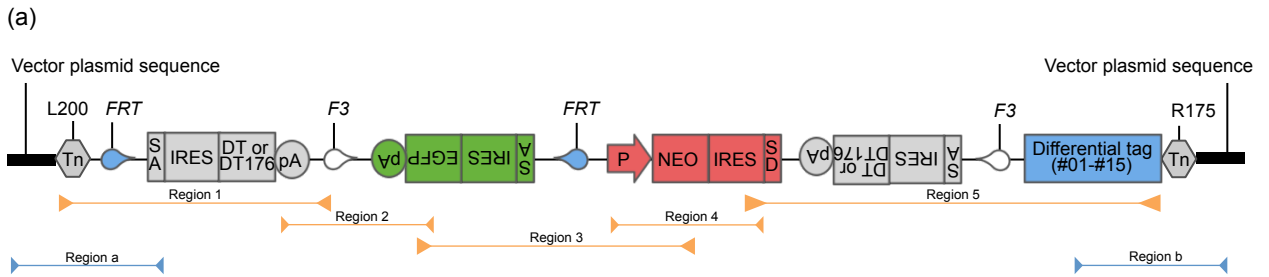 (a)
Vector plasmid sequence
Vector plasmid sequence
L200
FRT
F3
FRT
F3
R175
Tn
SA
IRES
DT or
DT176
pA
pA
EGFP
IRES
SA
P
NEO
IRES
SD
pA
DT or
DT176
IRES
SA
Differential tag
(#01-#15)
Tn
Region 1
Region 2
Region 3
Region 4
Region 5
Region a
Region b